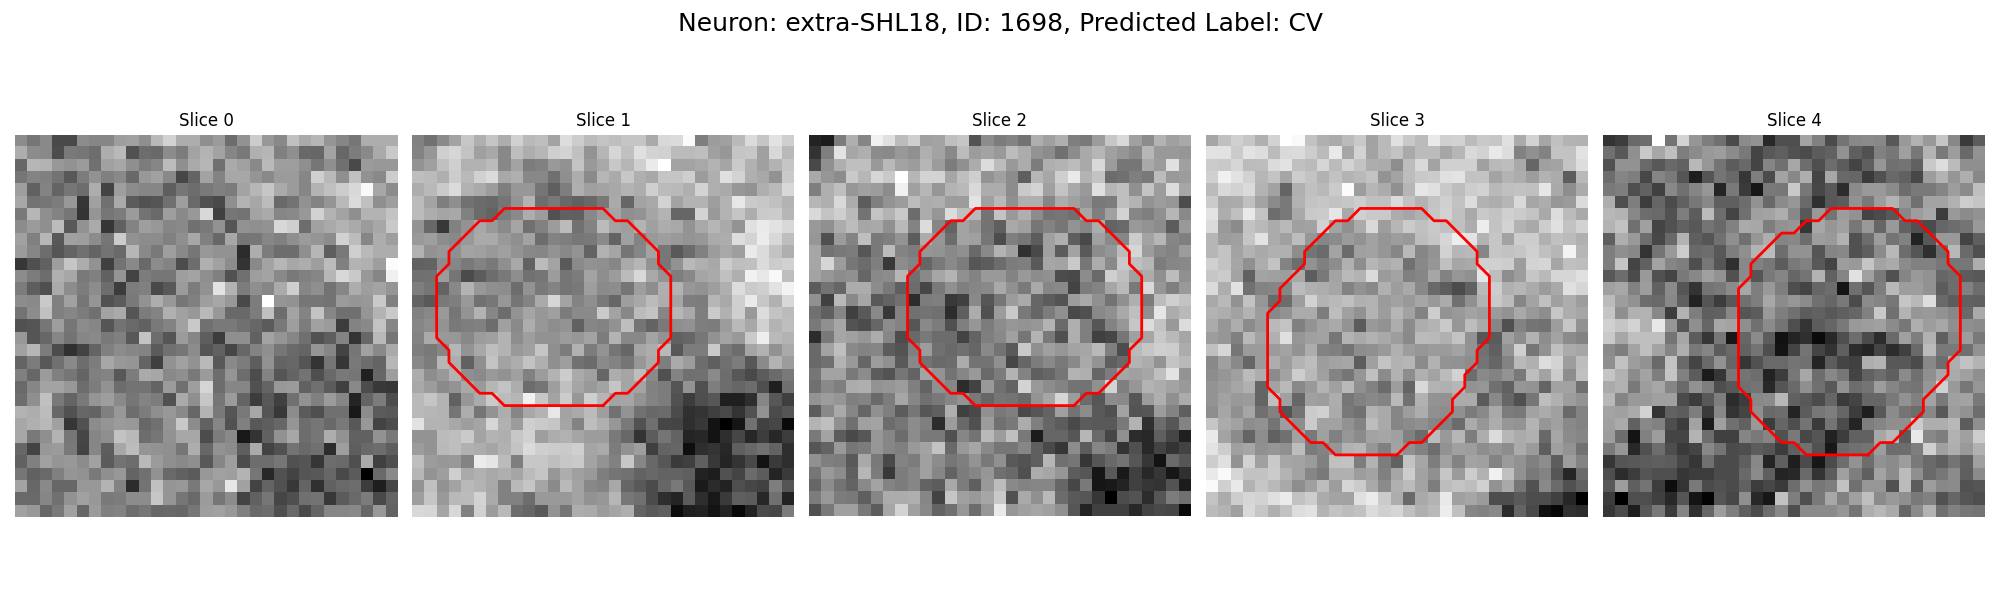 Neuron: extra-SHL18, ID: 1698, Predicted Label: CV
Slice 0
Slice 1
Slice 2
Slice 3
Slice 4